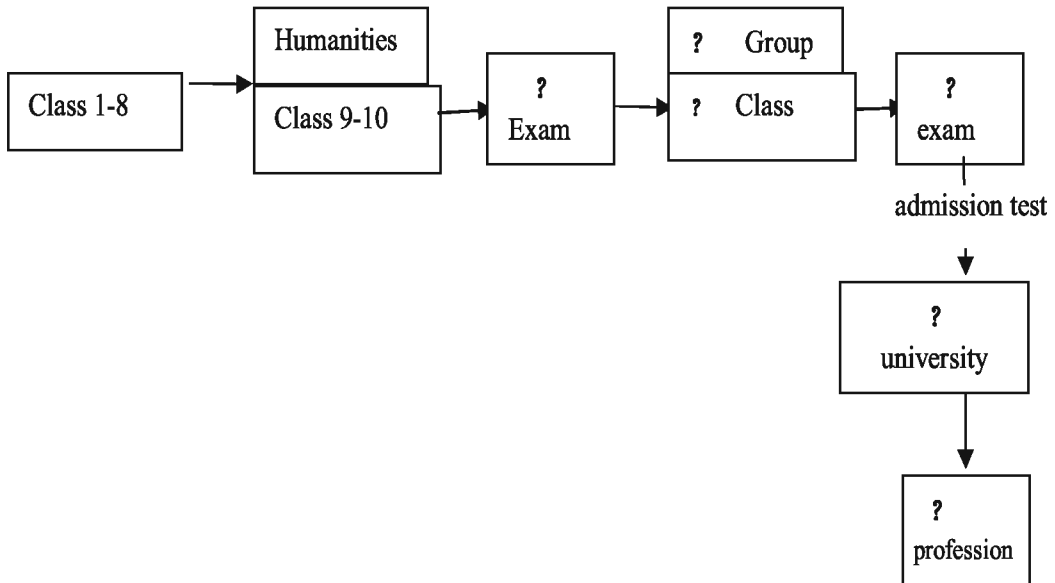 Class 1-8
Humanities
Class 9-10
?
Exam
? Group
? Class
?
exam
admission test
?
university
?
profession